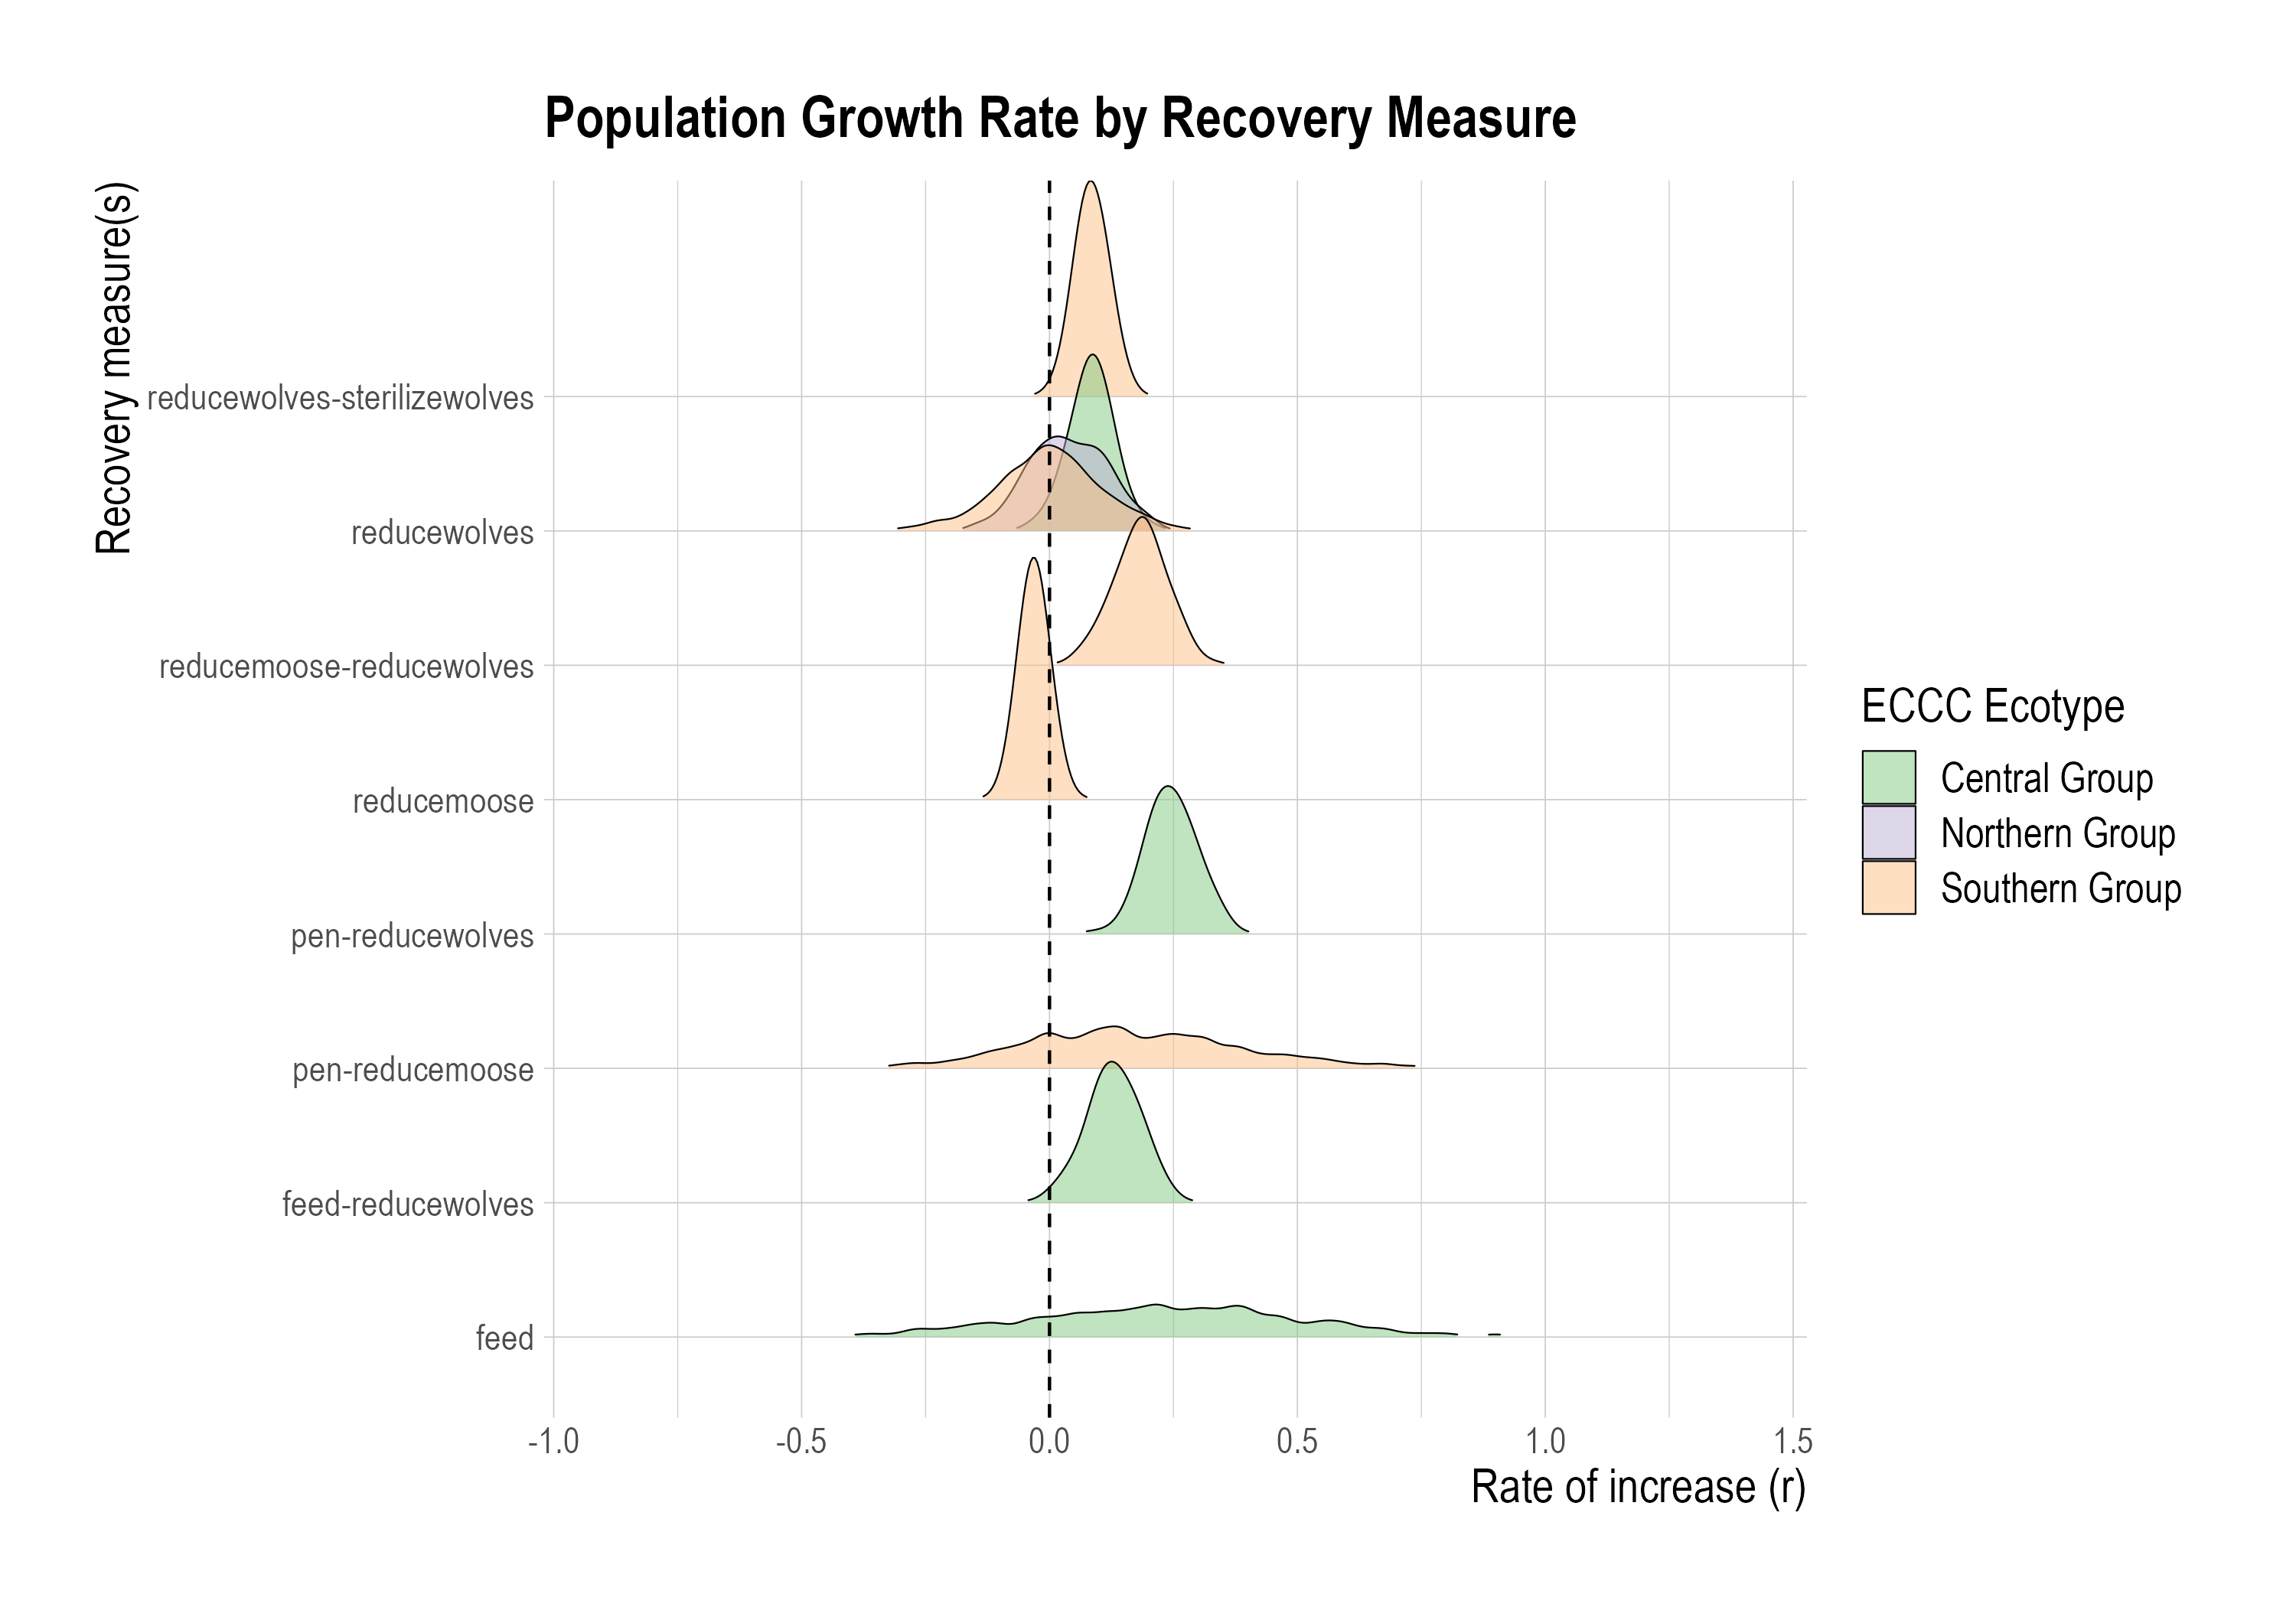 Population Growth Rate by Recovery Measure
Recovery measure(s)
reducewolves-sterilizewolves
reducewolves
reducemoose-reducewolves
reducemoose
pen-reducewolves
pen-reducemoose
feed-reducewolves
feed
-1.0
-0.5
0.0
0.5
1.0
1.5
Rate of increase (r)
ECCC Ecotype
Central Group
Northern Group
Southern Group